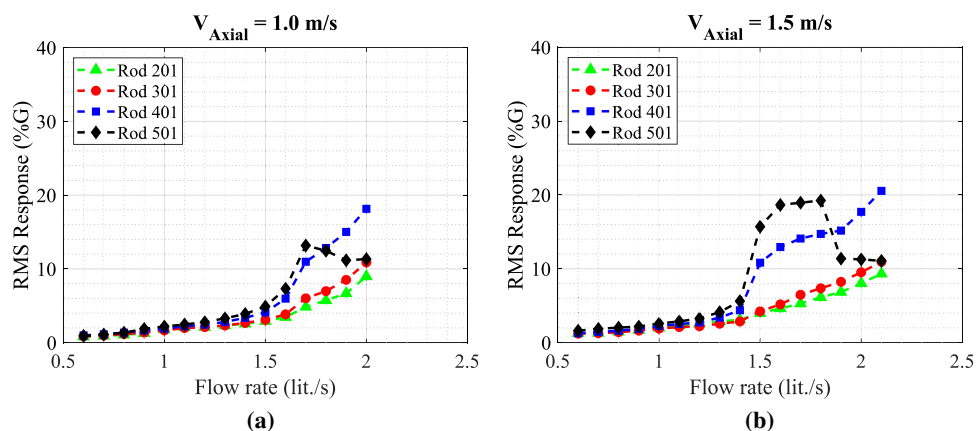 V_Axial = 1.0 m/s
RMS Response (%G)
40
30
20
10
0
Rod 201
Rod 301
Rod 401
Rod 501
0.5
1
1.5
2
2.5
Flow rate (lit./s)
(a)
V_Axial = 1.5 m/s
RMS Response (%G)
40
30
20
10
0
Rod 201
Rod 301
Rod 401
Rod 501
0.5
1
1.5
2
2.5
Flow rate (lit./s)
(b)